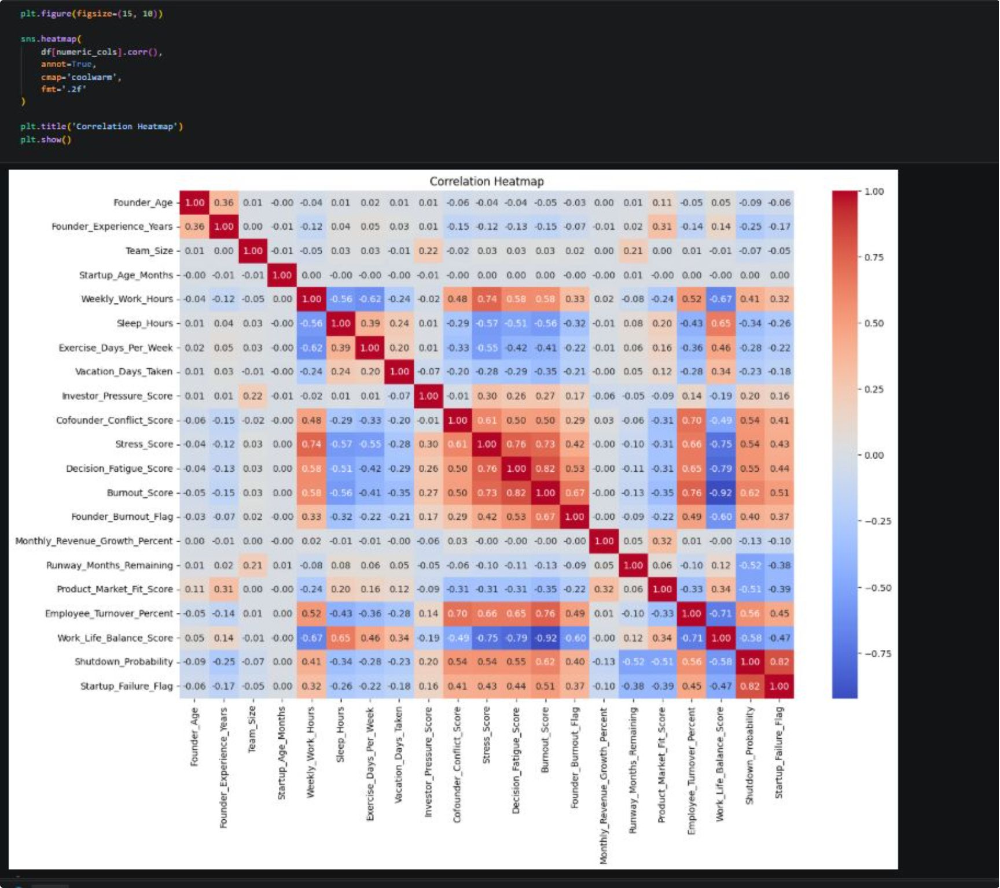 plt.figure(figsize=(15, 10))
sns.heatmap(
df[numeric_cols].corr(),
annot=True,
cmap='coolwarm',
fmt='.2f'
)
plt.title('Correlation Heatmap')
plt.show()
Correlation Heatmap
Founder_Age 1.00 0.36 0.01 -0.00 -0.04 0.01 0.02 0.01 0.01 -0.06 -0.04 -0.04 -0.05 -0.03 0.00 0.01 0.11 -0.05 0.05 -0.09 -0.06
Founder_Experience_Years 0.36 1.00 0.00 -0.01 -0.12 0.04 0.05 0.03 0.01 -0.15 -0.12 -0.13 -0.15 -0.07 -0.01 0.02 0.31 -0.14 0.14 -0.25 -0.17
Team_Size 0.01 0.00 1.00 -0.01 -0.05 0.03 0.03 -0.01 0.22 -0.02 0.03 0.03 0.03 0.02 0.00 0.21 0.00 0.01 -0.01 -0.07 -0.05
Startup_Age_Months -0.00 -0.01 -0.01 1.00 0.00 -0.00 -0.00 -0.00 -0.01 -0.00 0.00 0.00 0.00 -0.00 -0.00 0.01 -0.00 0.00 -0.00 0.00 0.00
Weekly_Work_Hours -0.04 -0.12 -0.05 0.00 1.00 -0.56 -0.62 -0.24 -0.02 0.48 0.74 0.58 0.58 0.33 0.02 -0.08 -0.24 0.52 -0.67 0.41 0.32
Sleep_Hours 0.01 0.04 0.03 -0.00 -0.56 1.00 0.39 0.24 0.01 -0.29 -0.57 -0.51 -0.56 -0.32 -0.01 0.08 0.20 -0.43 0.65 -0.34 -0.26
Exercise_Days_Per_Week 0.02 0.05 0.03 -0.00 -0.62 0.39 1.00 0.20 0.01 -0.33 -0.55 -0.42 -0.41 -0.22 -0.01 0.06 0.16 -0.36 0.46 -0.28 -0.22
Vacation_Days_Taken 0.01 0.03 -0.01 -0.00 -0.24 0.24 0.20 1.00 -0.07 -0.20 -0.28 -0.29 -0.35 -0.21 -0.00 0.05 0.12 -0.28 0.34 -0.23 -0.18
Investor_Pressure_Score 0.01 0.01 0.22 -0.01 -0.02 0.01 0.01 -0.07 1.00 -0.01 0.30 0.26 0.27 0.17 -0.06 -0.05 -0.09 0.14 -0.19 0.20 0.16
Cofounder_Conflict_Score -0.06 -0.15 -0.02 -0.00 0.48 -0.29 -0.33 -0.20 -0.01 1.00 0.61 0.50 0.50 0.29 0.03 -0.06 -0.31 0.70 -0.49 0.54 0.41
Stress_Score -0.04 -0.12 0.03 0.00 0.74 -0.57 -0.55 -0.28 0.30 0.61 1.00 0.76 0.73 0.42 -0.00 -0.10 -0.31 0.66 -0.75 0.54 0.43
Decision_Fatigue_Score -0.04 -0.13 0.03 0.00 0.58 -0.51 -0.42 -0.29 0.26 0.50 0.76 1.00 0.82 0.53 -0.00 -0.11 -0.31 0.65 -0.79 0.55 0.44
Burnout_Score -0.05 -0.15 0.03 0.00 0.58 -0.56 -0.41 -0.35 0.27 0.50 0.73 0.82 1.00 0.67 -0.00 -0.13 -0.35 0.76 -0.92 0.62 0.51
Founder_Burnout_Flag -0.03 -0.07 0.02 -0.00 0.33 -0.32 -0.22 -0.21 0.17 0.29 0.42 0.53 0.67 1.00 -0.00 -0.09 -0.22 0.49 -0.60 0.40 0.37
Monthly_Revenue_Growth_Percent 0.00 -0.01 0.00 -0.00 0.02 -0.01 -0.01 -0.00 -0.06 0.03 -0.00 -0.00 -0.00 -0.00 1.00 0.05 0.32 0.01 -0.00 -0.13 -0.10
Runway_Months_Remaining 0.01 0.02 0.21 0.01 -0.08 0.08 0.06 0.05 -0.05 -0.06 -0.10 -0.11 -0.13 -0.09 0.05 1.00 0.06 -0.10 0.12 -0.52 -0.38
Product_Market_Fit_Score 0.11 0.31 0.00 -0.00 -0.24 0.20 0.16 0.12 -0.09 -0.31 -0.31 -0.31 -0.35 -0.22 0.32 0.06 1.00 -0.33 0.34 -0.51 -0.39
Employee_Turnover_Percent -0.05 -0.14 0.01 0.00 0.52 -0.43 -0.36 -0.28 0.14 0.70 0.66 0.65 0.76 0.49 0.01 -0.10 -0.33 1.00 -0.71 0.56 0.45
Work_Life_Balance_Score 0.05 0.14 -0.01 -0.00 -0.67 0.65 0.46 0.34 -0.19 -0.49 -0.75 -0.79 -0.92 -0.60 -0.00 0.12 0.34 -0.71 1.00 -0.58 -0.47
Shutdown_Probability -0.09 -0.25 -0.07 0.00 0.41 -0.34 -0.28 -0.23 0.20 0.54 0.54 0.55 0.62 0.40 -0.13 -0.52 -0.51 0.56 -0.58 1.00 0.82
Startup_Failure_Flag -0.06 -0.17 -0.05 0.00 0.32 -0.26 -0.22 -0.18 0.16 0.41 0.43 0.44 0.51 0.37 -0.10 -0.38 -0.39 0.45 -0.47 0.82 1.00
Founder_Age
Founder_Experience_Years
Team_Size
Startup_Age_Months
Weekly_Work_Hours
Sleep_Hours
Exercise_Days_Per_Week
Vacation_Days_Taken
Investor_Pressure_Score
Cofounder_Conflict_Score
Stress_Score
Decision_Fatigue_Score
Burnout_Score
Founder_Burnout_Flag
Monthly_Revenue_Growth_Percent
Runway_Months_Remaining
Product_Market_Fit_Score
Employee_Turnover_Percent
Work_Life_Balance_Score
Shutdown_Probability
Startup_Failure_Flag
1.00
0.75
0.50
0.25
0.00
−0.25
−0.50
−0.75